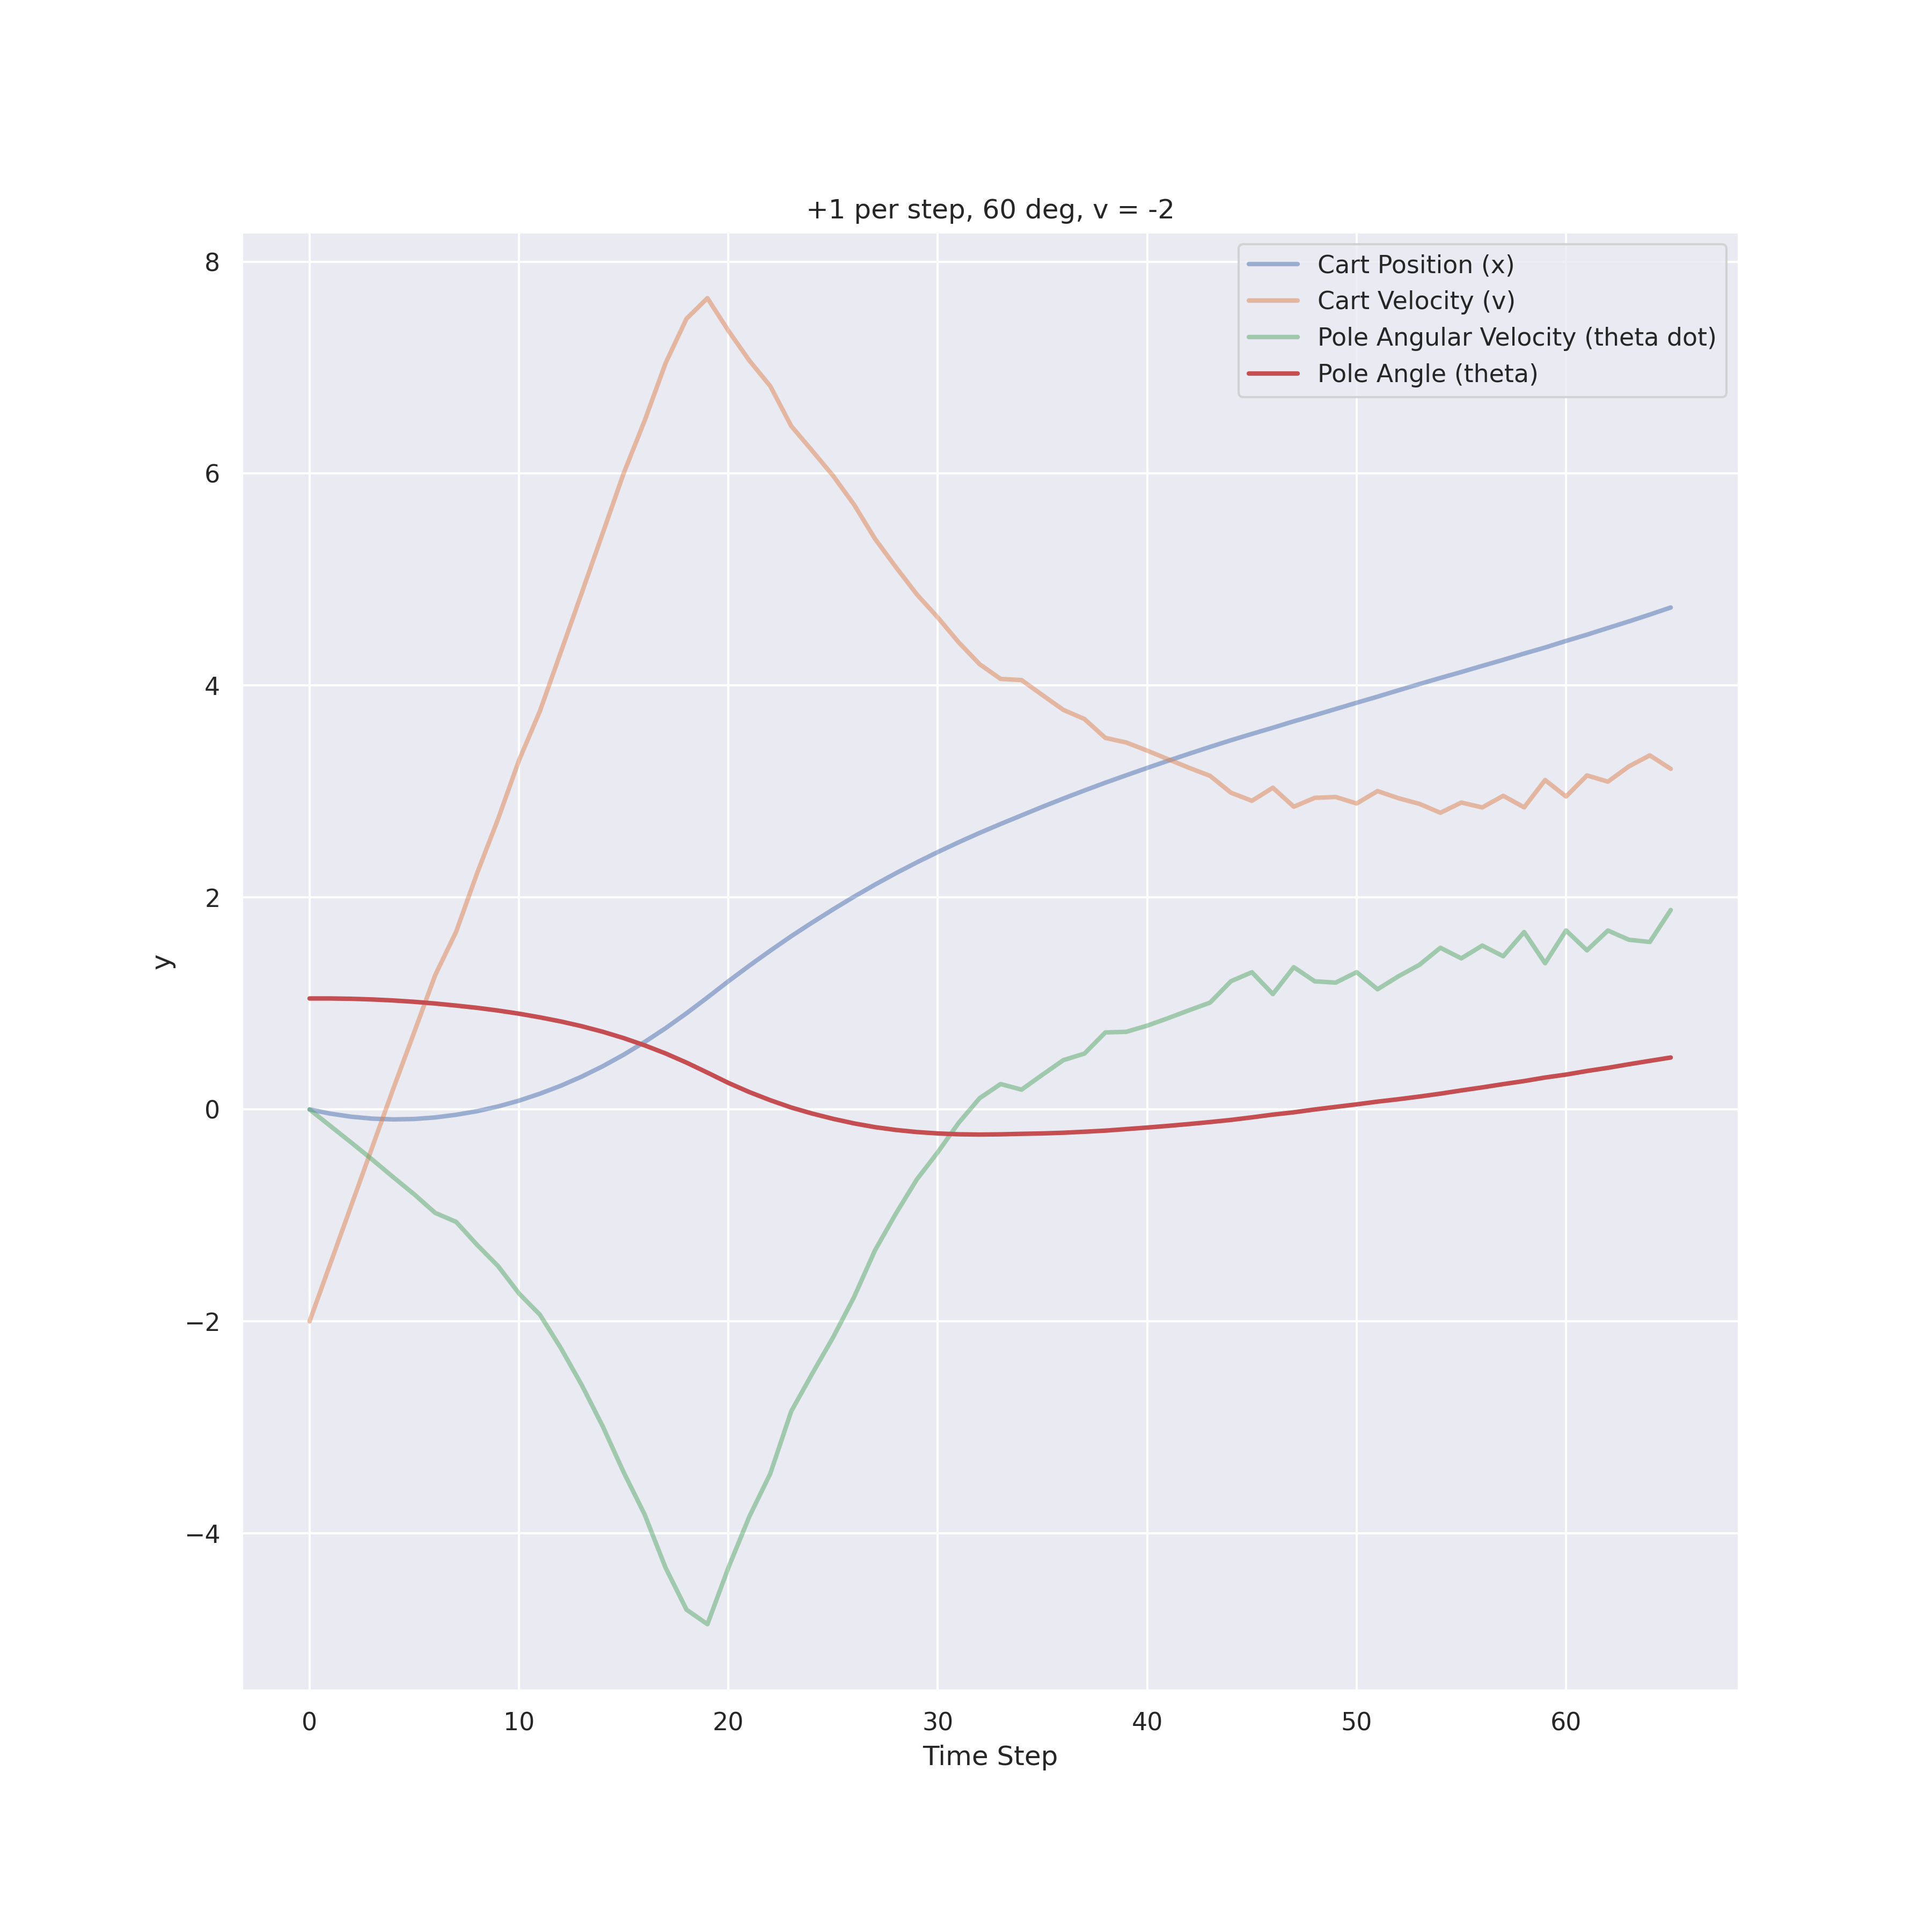 +1 per step, 60 deg, v = -2
8
6
4
2
0
−2
−4
y
Cart Position (x)
Cart Velocity (v)
Pole Angular Velocity (theta dot)
Pole Angle (theta)
0 10 20 30 40 50 60
Time Step